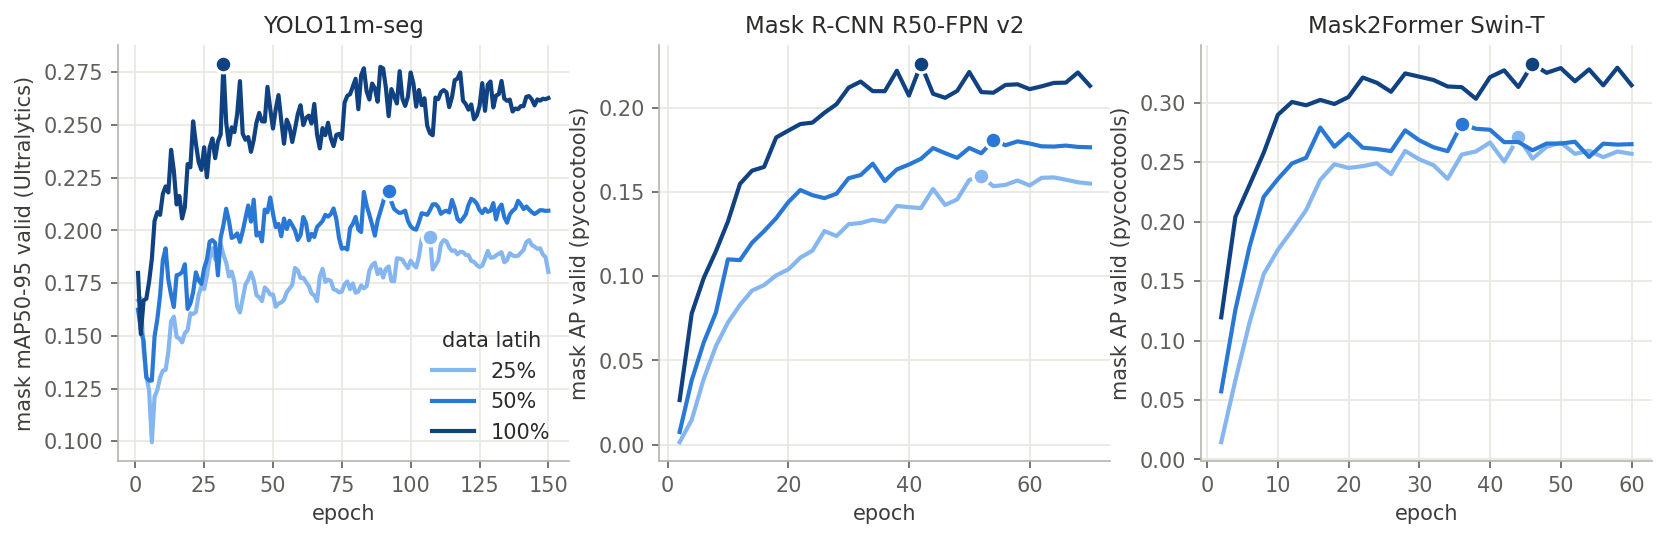 YOLO11m-seg
mask mAP50-95 valid (Ultralytics)
0.275
0.250
0.225
0.200
0.175
0.150
0.125
0.100
data latih
25%
50%
100%
0 25 50 75 100 125 150
epoch
Mask R-CNN R50-FPN v2
mask AP valid (pycocotools)
0.20
0.15
0.10
0.05
0.00
0 20 40 60
epoch
Mask2Former Swin-T
mask AP valid (pycocotools)
0.30
0.25
0.20
0.15
0.10
0.05
0.00
0 10 20 30 40 50 60
epoch